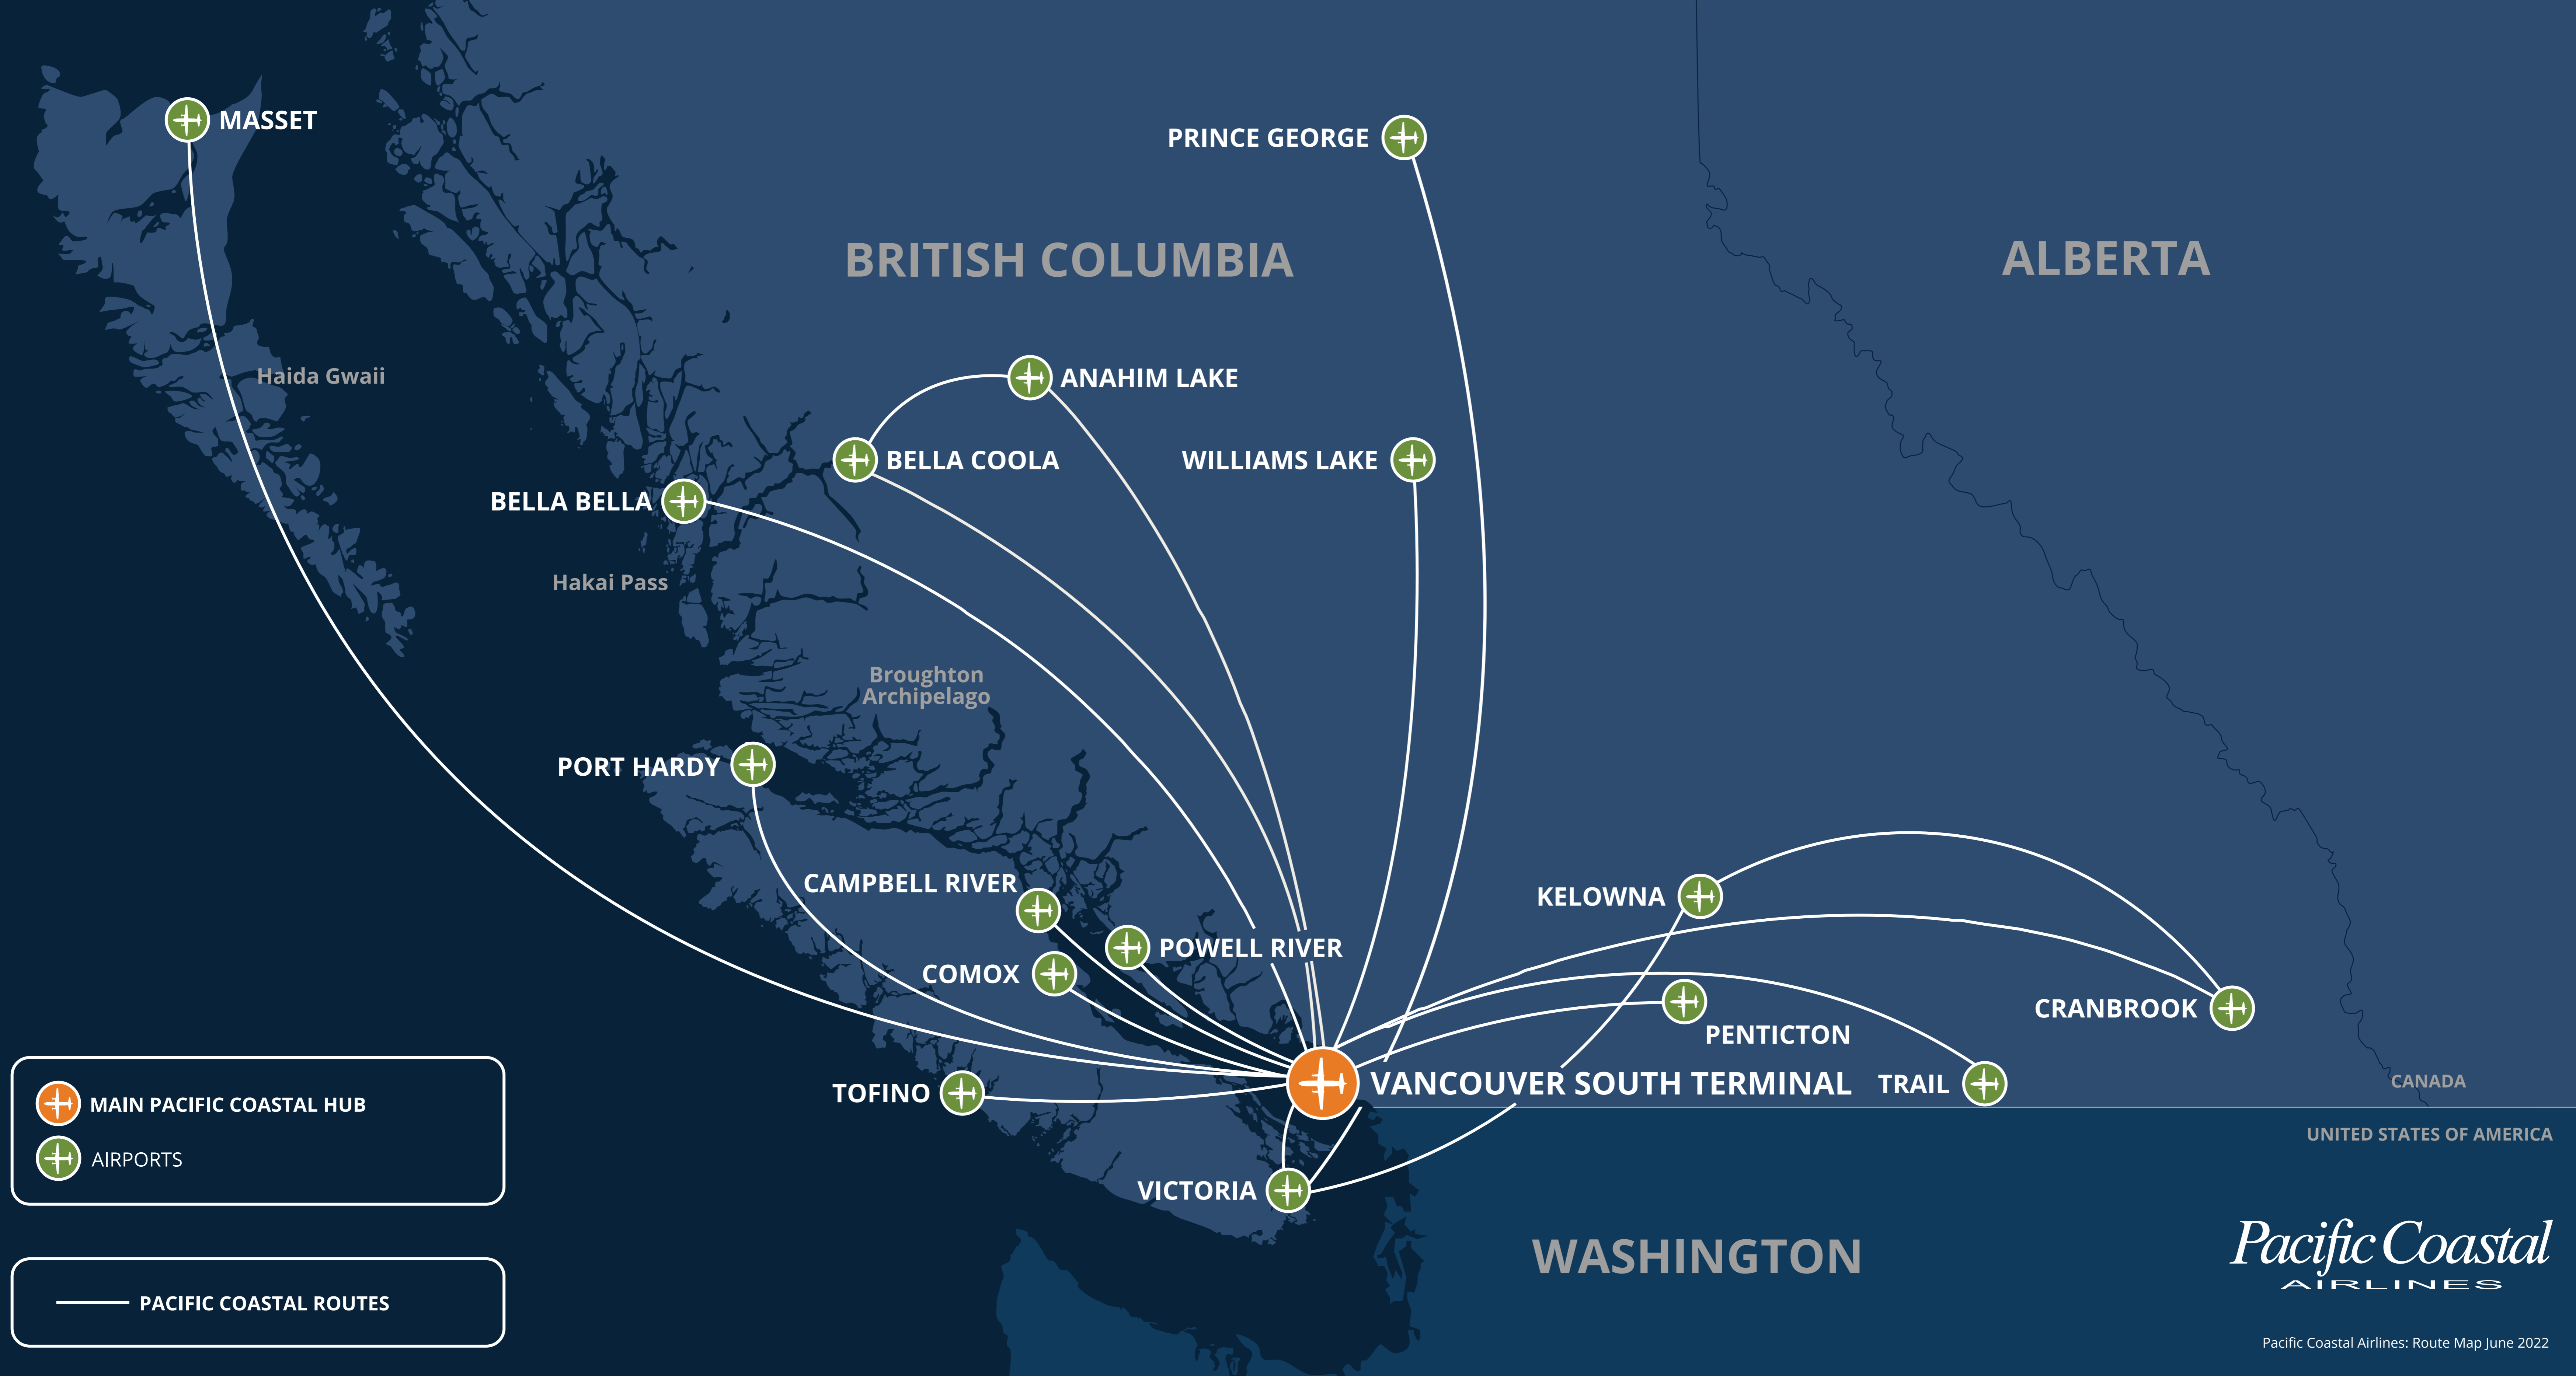 MASSET
PRINCE GEORGE
BRITISH COLUMBIA
ALBERTA
Haida Gwaii
ANAHIM LAKE
BELLA COOLA
WILLIAMS LAKE
BELLA BELLA
Hakai Pass
Broughton
Archipelago
PORT HARDY
CAMPBELL RIVER
KELOWNA
POWELL RIVER
COMOX
CRANBROOK
PENTICTON
TOFINO
VANCOUVER SOUTH TERMINAL
TRAIL
CANADA
UNITED STATES OF AMERICA
VICTORIA
WASHINGTON
MAIN PACIFIC COASTAL HUB
AIRPORTS
PACIFIC COASTAL ROUTES
Pacific Coastal
AIRLINES
Pacific Coastal Airlines: Route Map June 2022